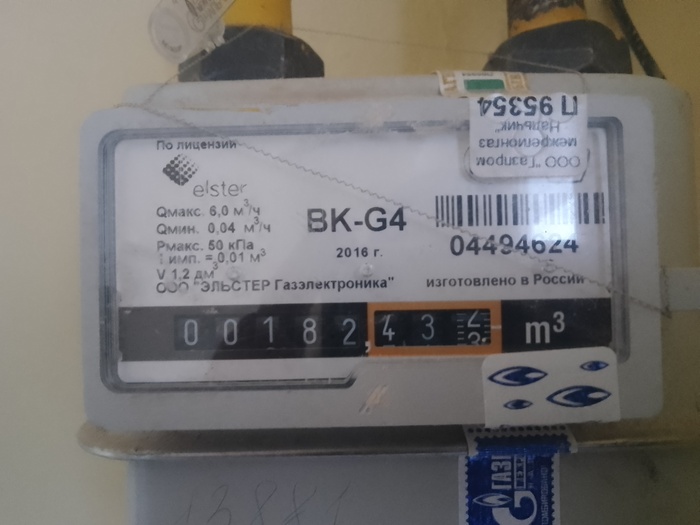 По лицензии
elster
Qмакс. 6,0 м³/ч
Qмин. 0,04 м³/ч
Pмакс. 50 кПа
1 имп. = 0,01 м³
V 1,2 дм³
ООО "ЭЛЬСТЕР Газэлектроника"
BK-G4
2016 г.
04494624
изготовлено в России
ООО "Газпром
межрегионгаз
Нальчик"
П 95354
00182,43
m³
ГАЗП